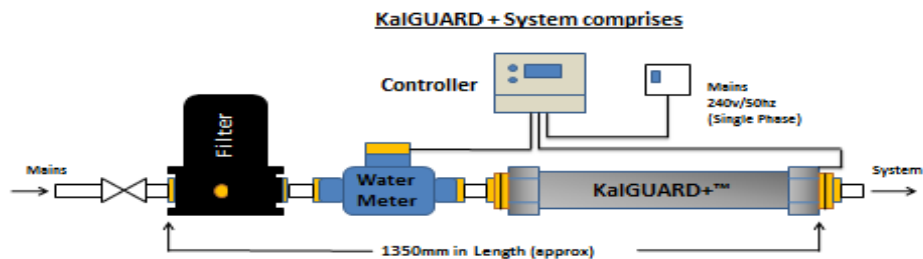 KalGUARD + System comprises
Controller
Mains
240v/50hz
(Single Phase)
Filter
Mains
Water
Meter
KalGUARD+™
System
1350mm in Length (approx)